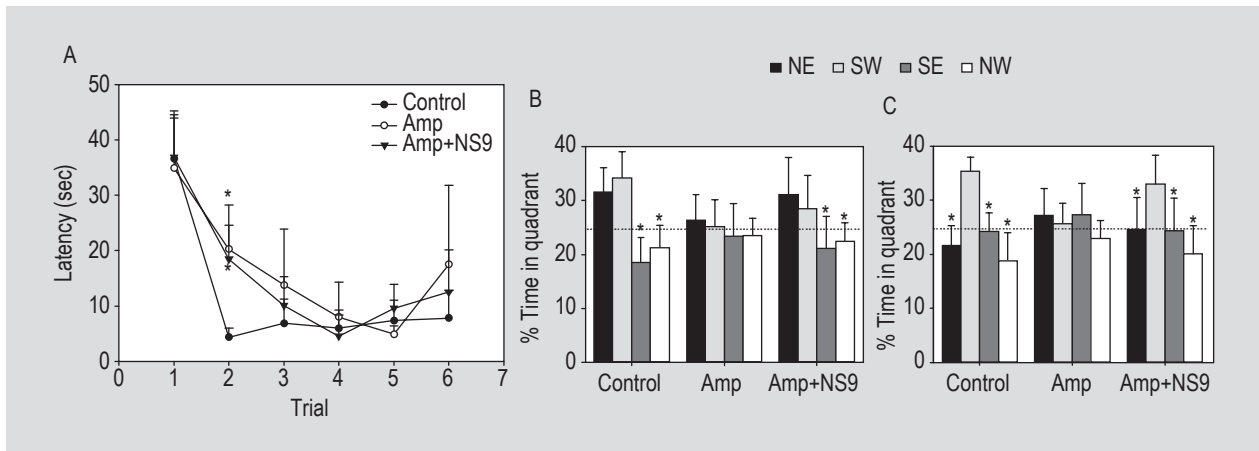 A
50
40
30
20
10
0
Latency (sec)
0 1 2 3 4 5 6 7
Trial
Control
Amp
Amp+NS9
*
*
NE SW SE NW
B
40
30
20
10
0
% Time in quadrant
* *
* *
Control Amp Amp+NS9
C
40
30
20
10
0
% Time in quadrant
* * *
* * *
Control Amp Amp+NS9